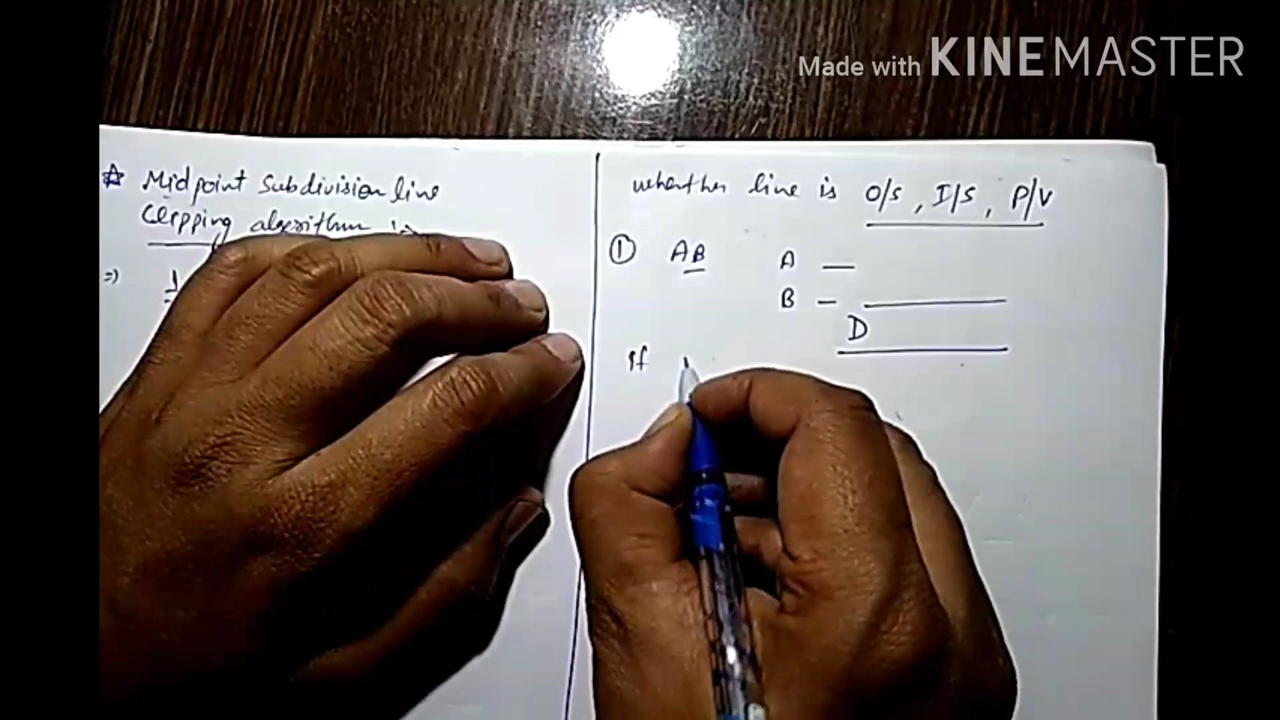 Made with KINEMASTER
☆ Midpoint Subdivision line
Clipping algorithm :->
=>
whether line is O/S , I/S , P/V
① AB A —
B —
D
If